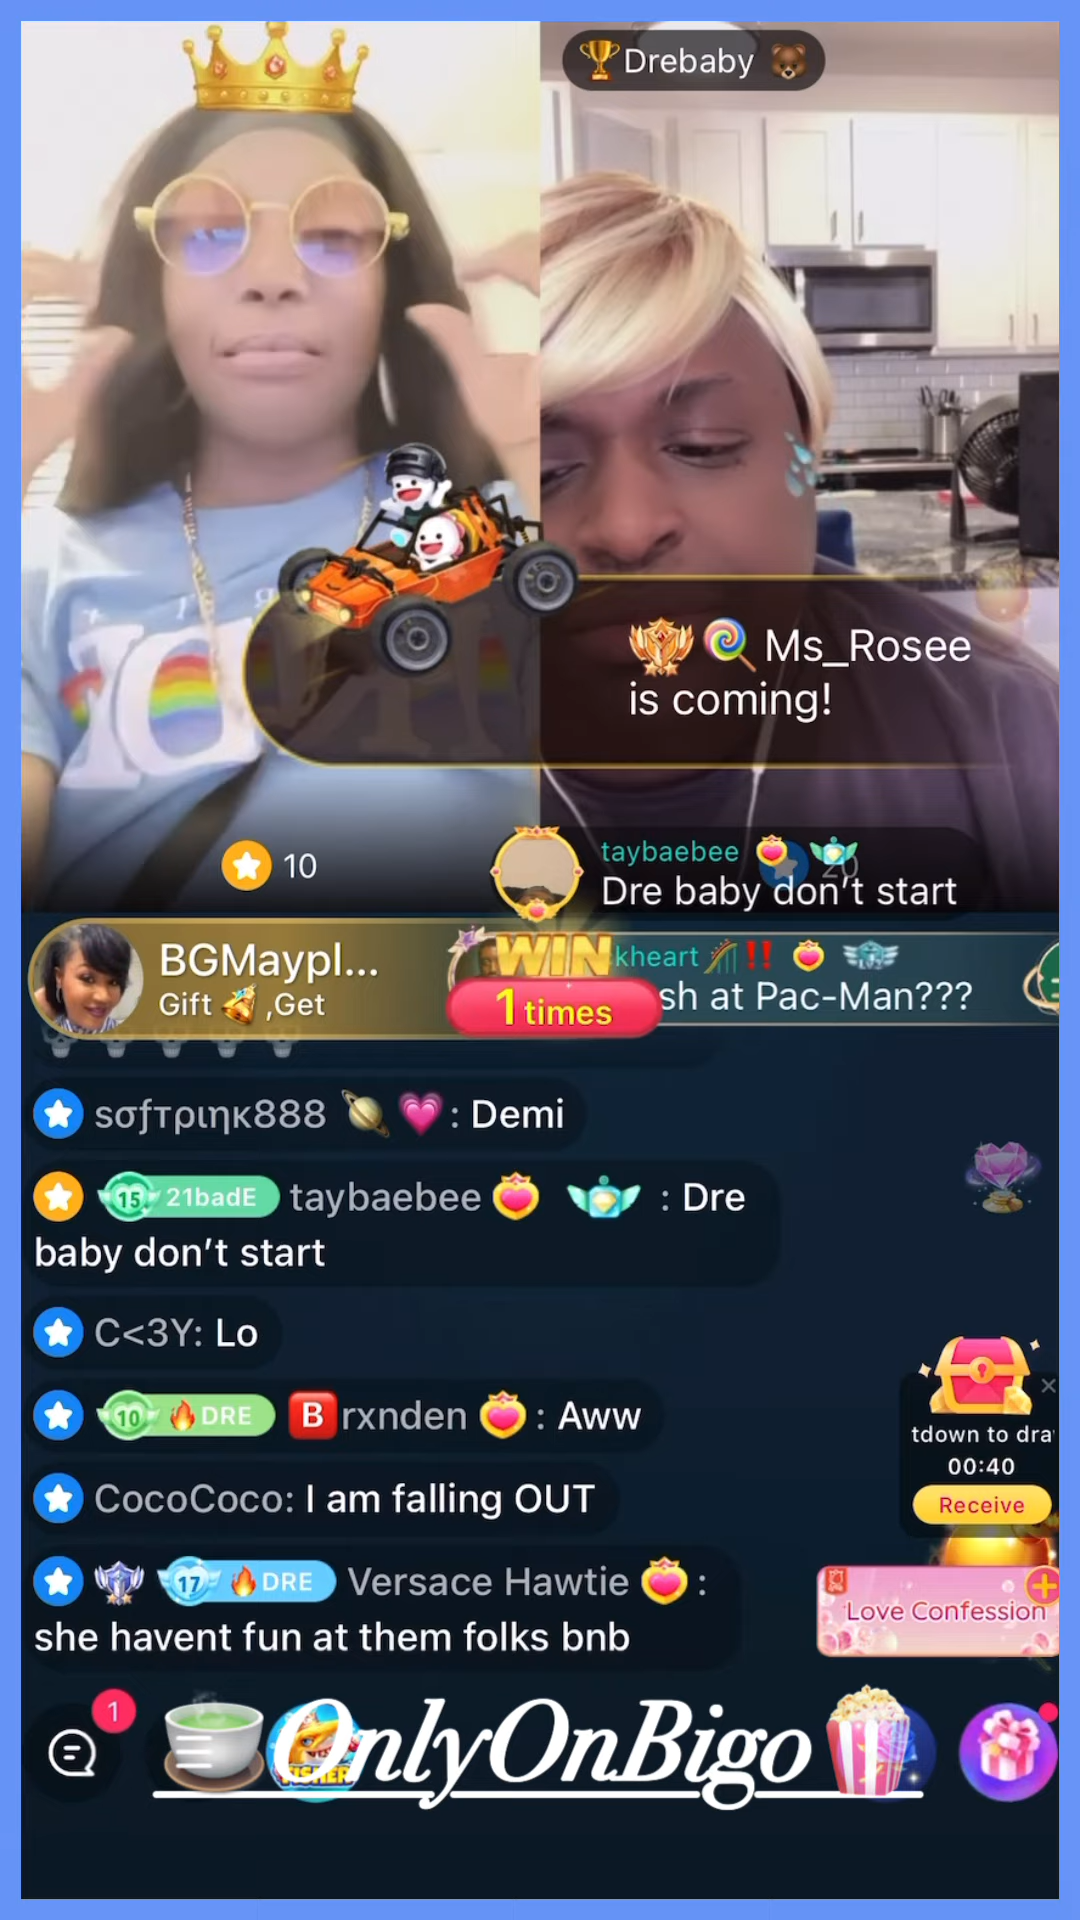 🏆Drebaby 🐻
Ms_Rosee
is coming!
10
20
taybaebee
Dre baby don't start
BGMaypl...
Gift ,Get
WIN
1 times
kheart 🎢‼️
sh at Pac-Man???
sσfтριηκ888 🪐 💗: Demi
15 21badE taybaebee : Dre
baby don't start
C<3Y: Lo
10 🔥DRE 🅱rxnden : Aww
CocoCoco: I am falling OUT
17 🔥DRE Versace Hawtie :
she havent fun at them folks bnb
tdown to dra
00:40
Receive
Love Confession
1
FISHER
🍵OnlyOnBigo🍿